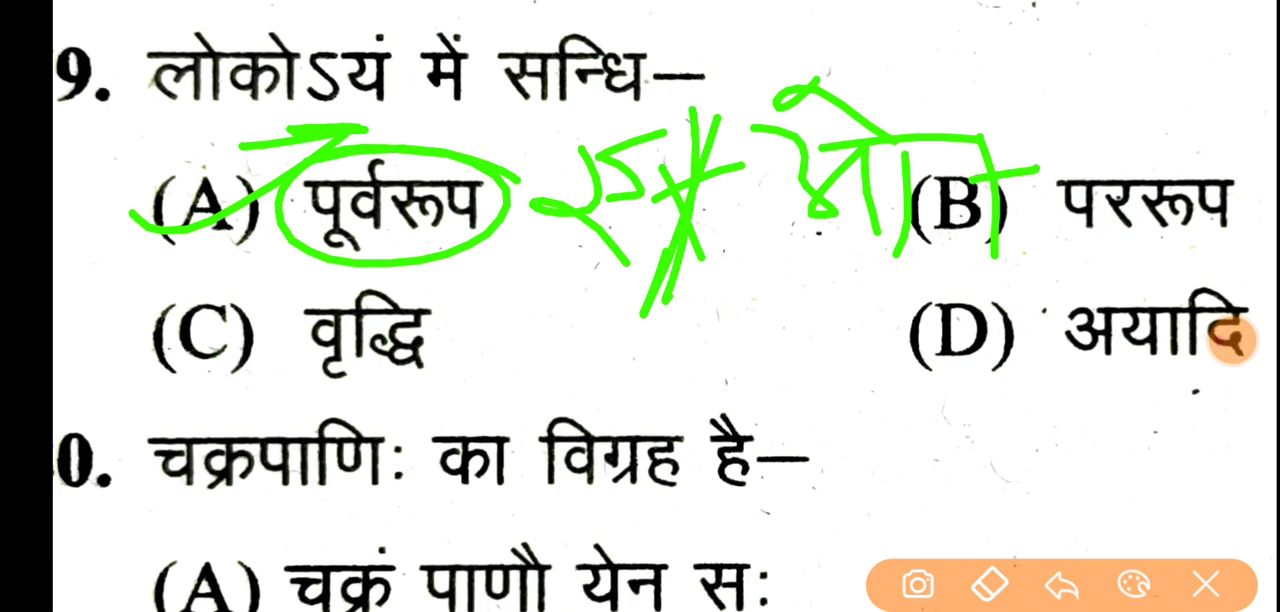 9. लोकोऽयं में सन्धि—
(A) पूर्वरूप (B) पररूप
(C) वृद्धि (D) अयादि
0. चक्रपाणिः का विग्रह है—
(A) चक्रं पाणौ येन सः